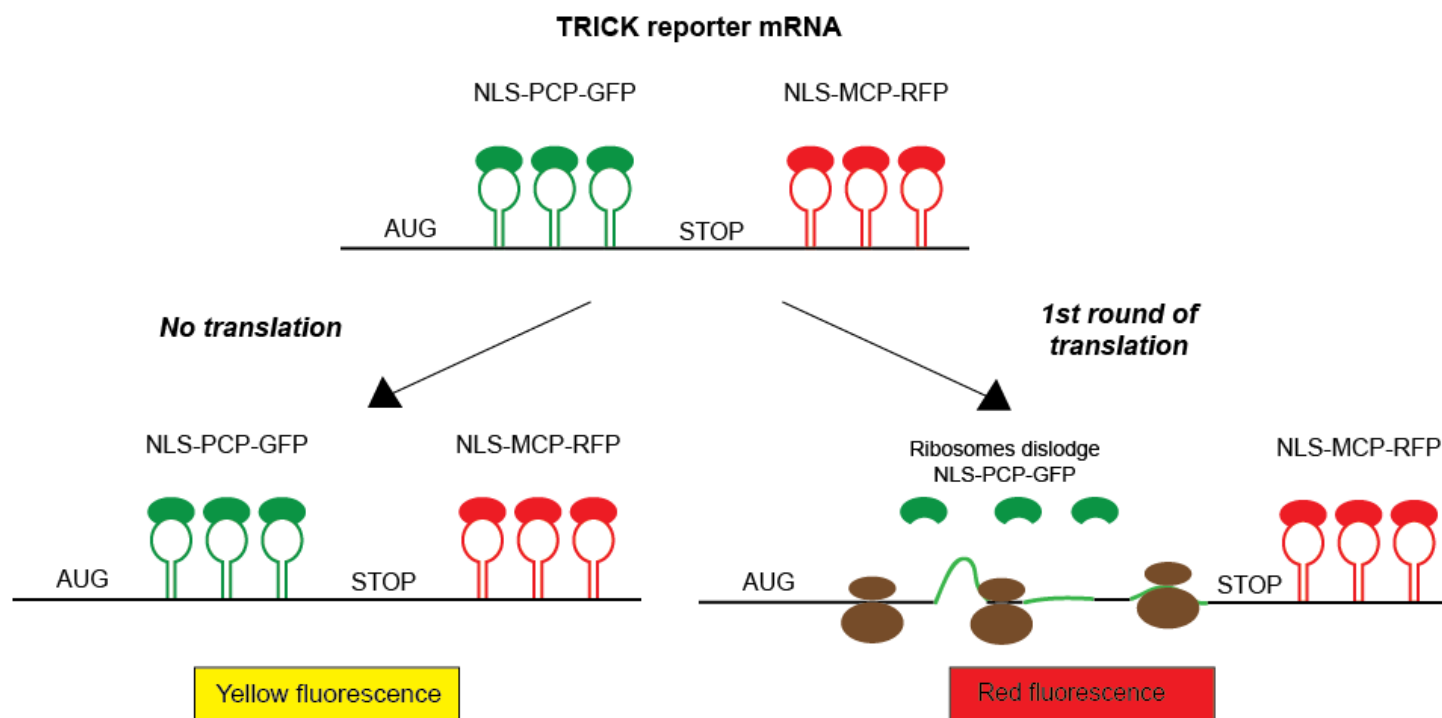 TRICK reporter mRNA
NLS-PCP-GFP
NLS-MCP-RFP
AUG
STOP
No translation
1st round of
translation
NLS-PCP-GFP
NLS-MCP-RFP
AUG
STOP
Yellow fluorescence
Ribosomes dislodge
NLS-PCP-GFP
NLS-MCP-RFP
AUG
STOP
Red fluorescence